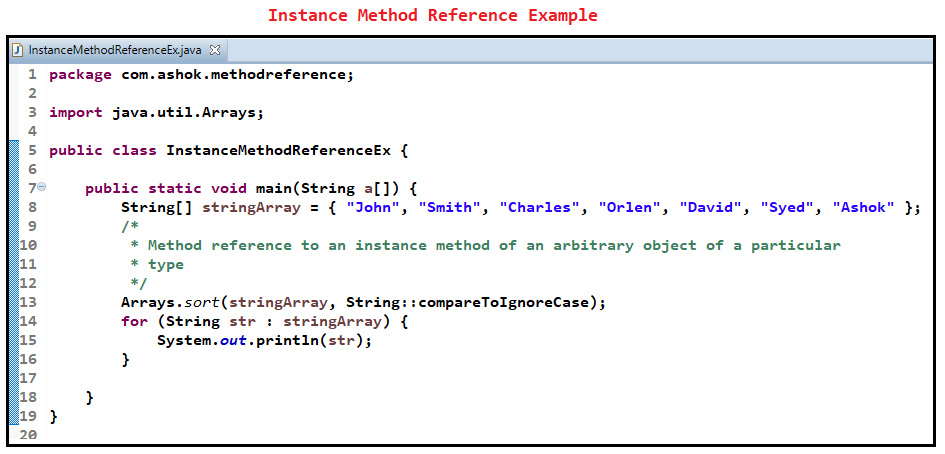 Instance Method Reference Example
InstanceMethodReferenceEx.java
1 package com.ashok.methodreference;
2
3 import java.util.Arrays;
4
5 public class InstanceMethodReferenceEx {
6
7     public static void main(String a[]) {
8         String[] stringArray = { "John", "Smith", "Charles", "Orlen", "David", "Syed", "Ashok" };
9         /*
10          * Method reference to an instance method of an arbitrary object of a particular
11          * type
12          */
13         Arrays.sort(stringArray, String::compareToIgnoreCase);
14         for (String str : stringArray) {
15             System.out.println(str);
16         }
17
18     }
19 }
20